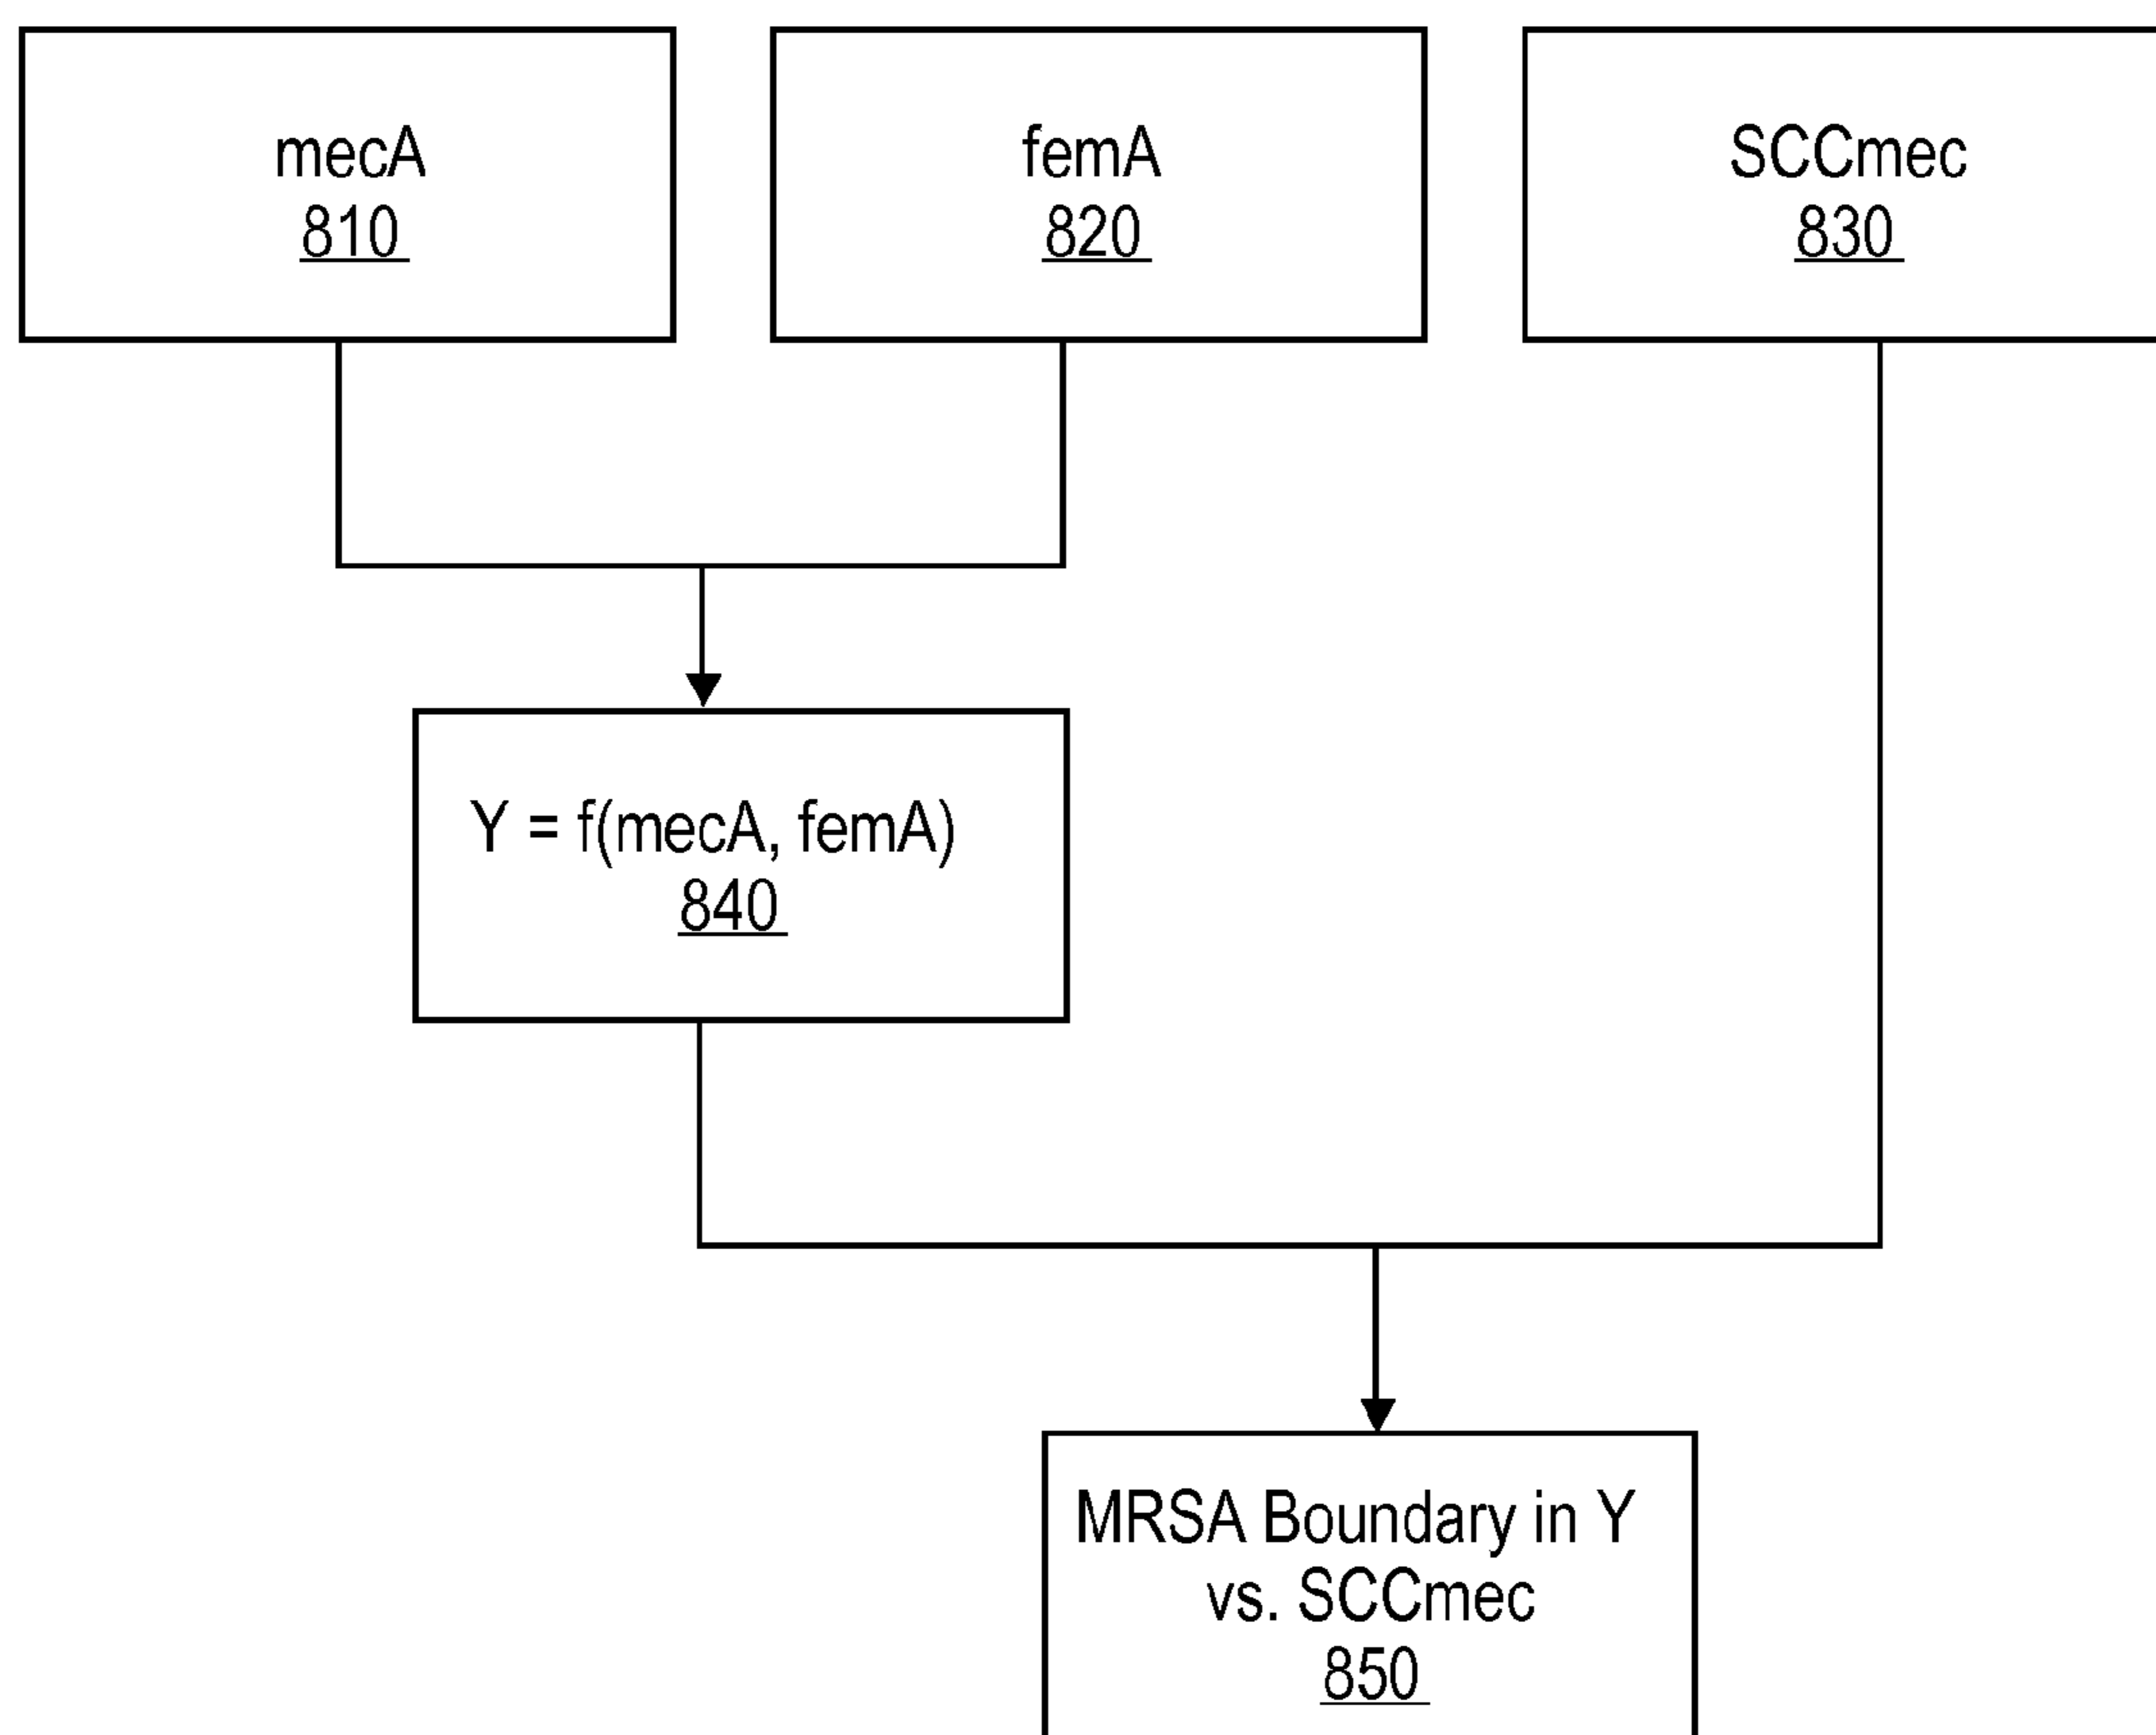 mecA
810
femA
820
SCCmec
830
Y = f(mecA, femA)
840
MRSA Boundary in Y
vs. SCCmec
850